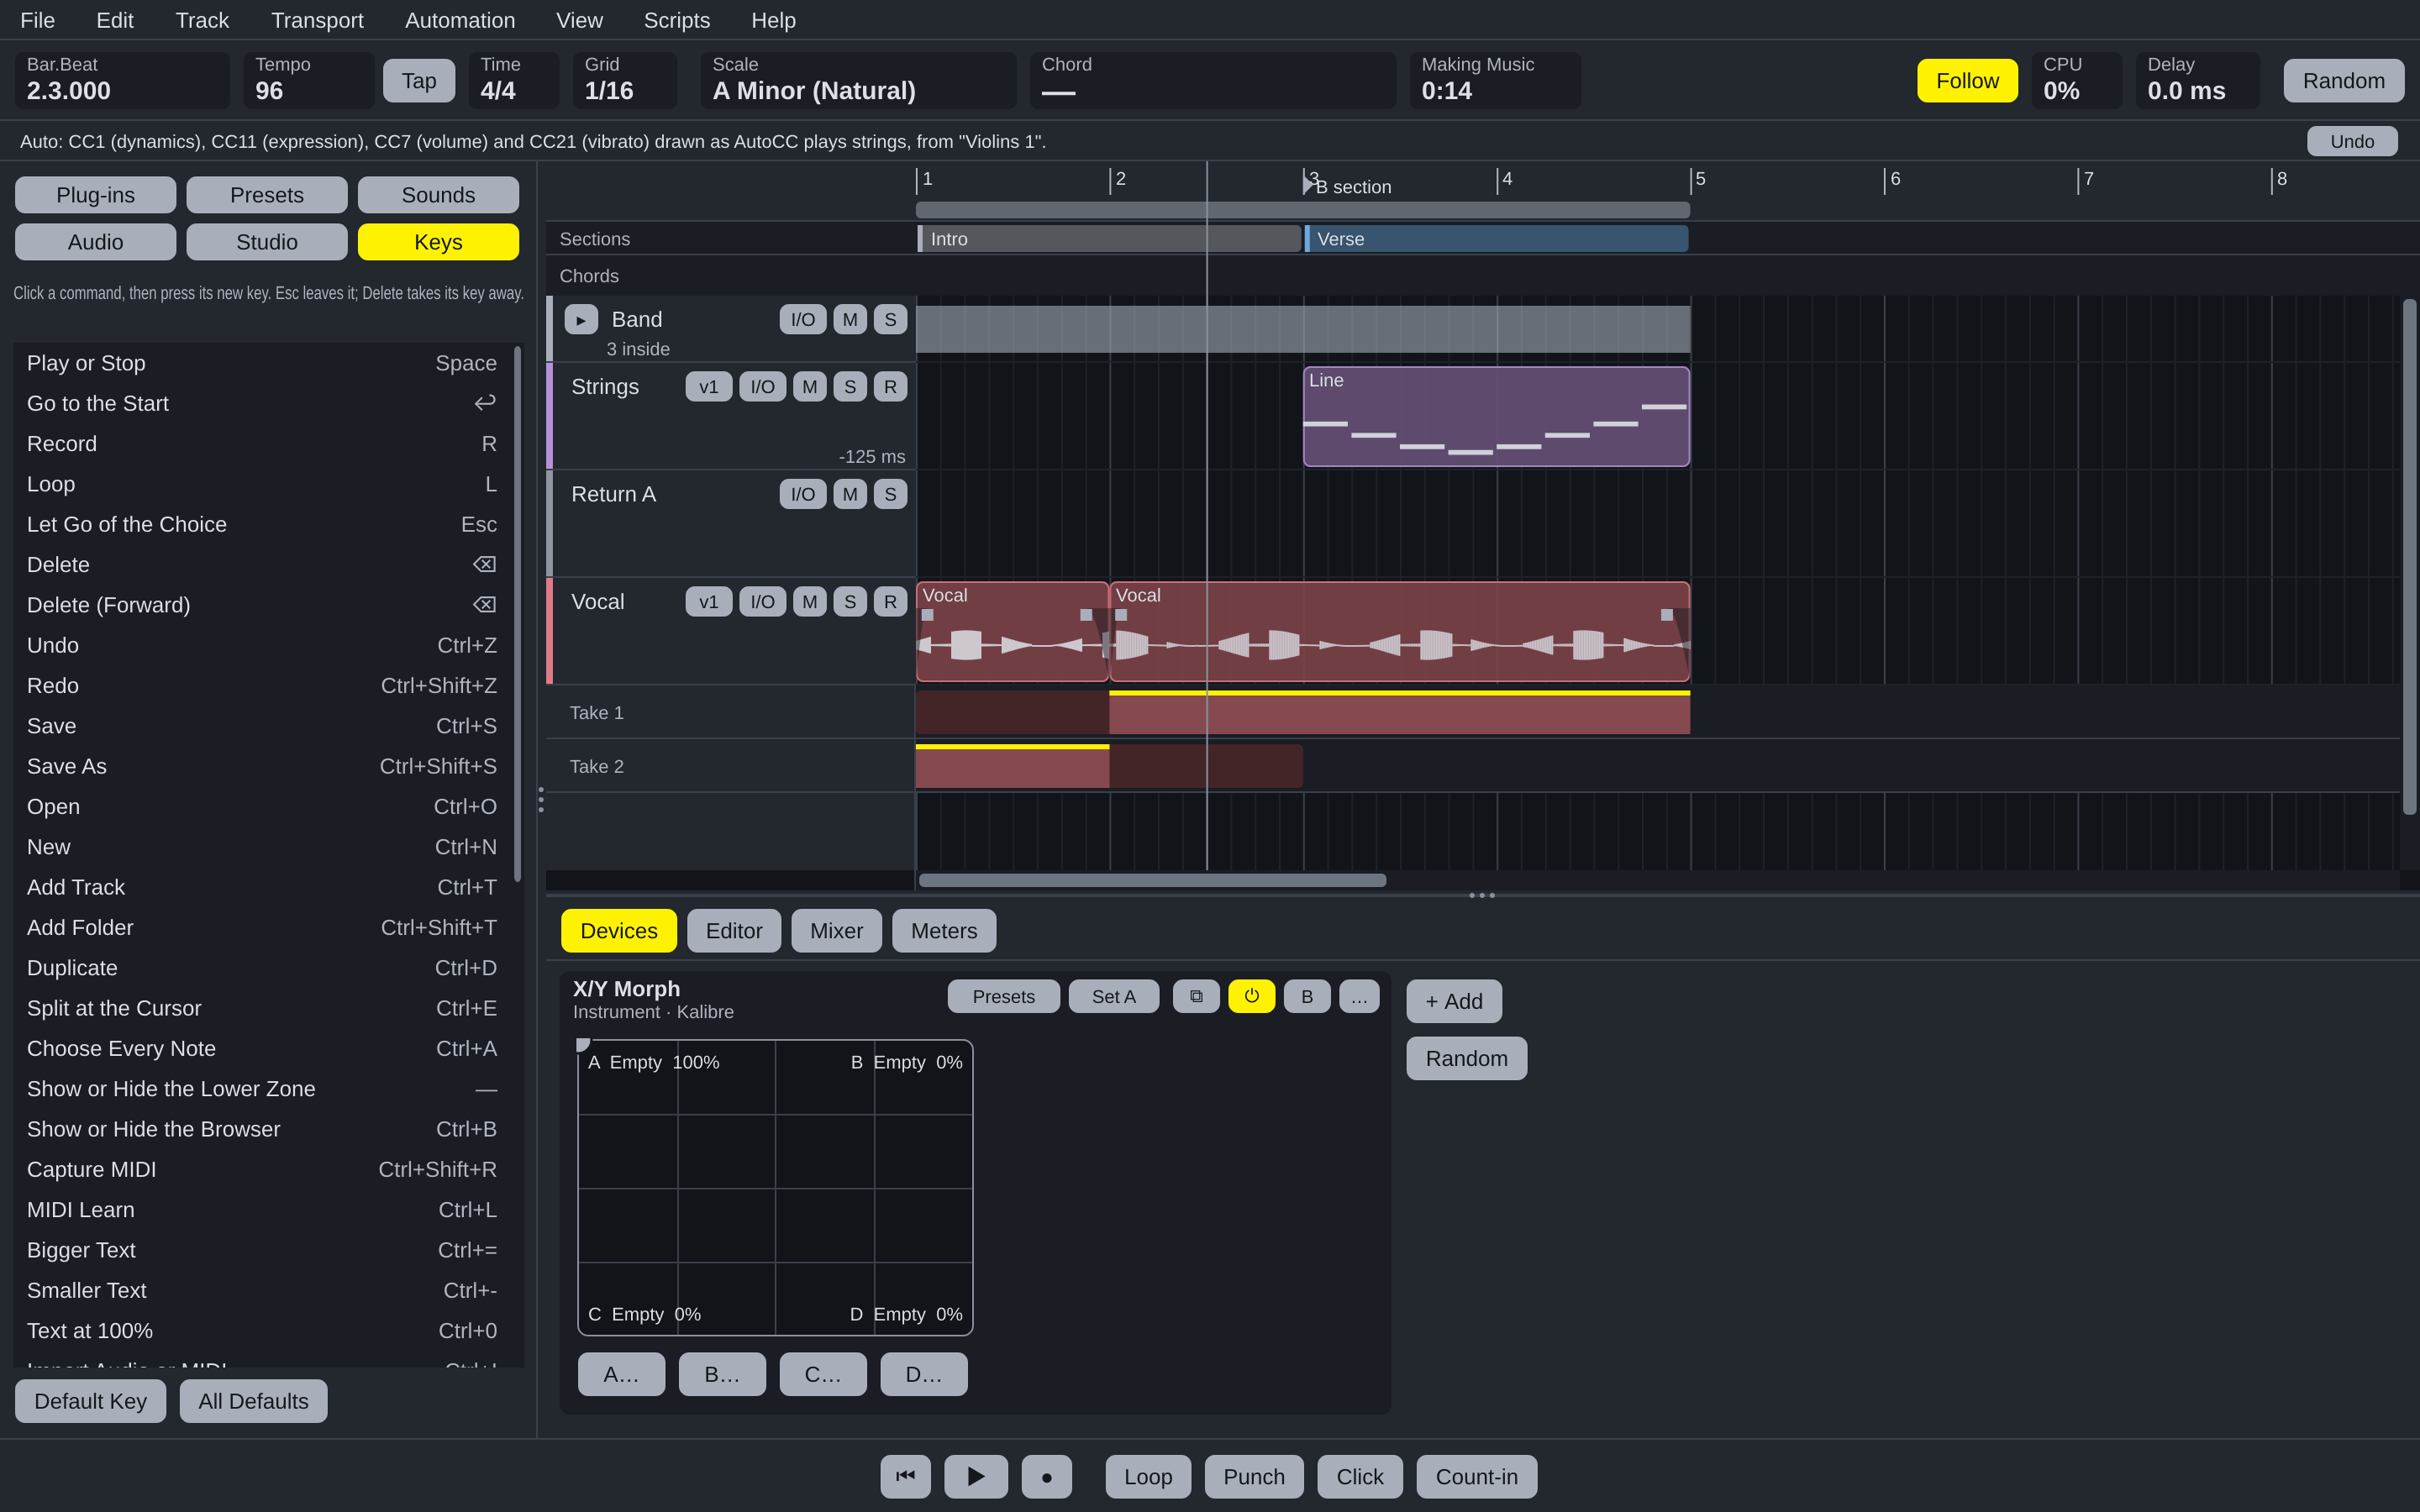 File Edit Track Transport Automation View Scripts Help
Bar.Beat Tempo Time Grid Scale Chord Making Music CPU Delay
2.3.000 96 Tap 4/4 1/16 A Minor (Natural) — 0:14 Follow 0% 0.0 ms Random
Auto: CC1 (dynamics), CC11 (expression), CC7 (volume) and CC21 (vibrato) drawn as AutoCC plays strings, from "Violins 1". Undo
Plug-ins Presets Sounds
Audio Studio Keys
Click a command, then press its new key. Esc leaves it; Delete takes its key away.
Play or Stop Space
Go to the Start
Record R
Loop L
Let Go of the Choice Esc
Delete
Delete (Forward)
Undo Ctrl+Z
Redo Ctrl+Shift+Z
Save Ctrl+S
Save As Ctrl+Shift+S
Open Ctrl+O
New Ctrl+N
Add Track Ctrl+T
Add Folder Ctrl+Shift+T
Duplicate Ctrl+D
Split at the Cursor Ctrl+E
Choose Every Note Ctrl+A
Show or Hide the Lower Zone —
Show or Hide the Browser Ctrl+B
Capture MIDI Ctrl+Shift+R
MIDI Learn Ctrl+L
Bigger Text Ctrl+=
Smaller Text Ctrl+-
Text at 100% Ctrl+0
Default Key All Defaults
1 2 3 4 5 6 7 8
B section
Sections Intro Verse
Chords
Band I/O M S
3 inside
Strings v1 I/O M S R
Line
-125 ms
Return A I/O M S
Vocal v1 I/O M S R
Vocal Vocal
Take 1
Take 2
Devices Editor Mixer Meters
X/Y Morph Presets Set A B …
Instrument · Kalibre
+ Add
Random
A Empty 100% B Empty 0%
C Empty 0% D Empty 0%
A… B… C… D…
Loop Punch Click Count-in